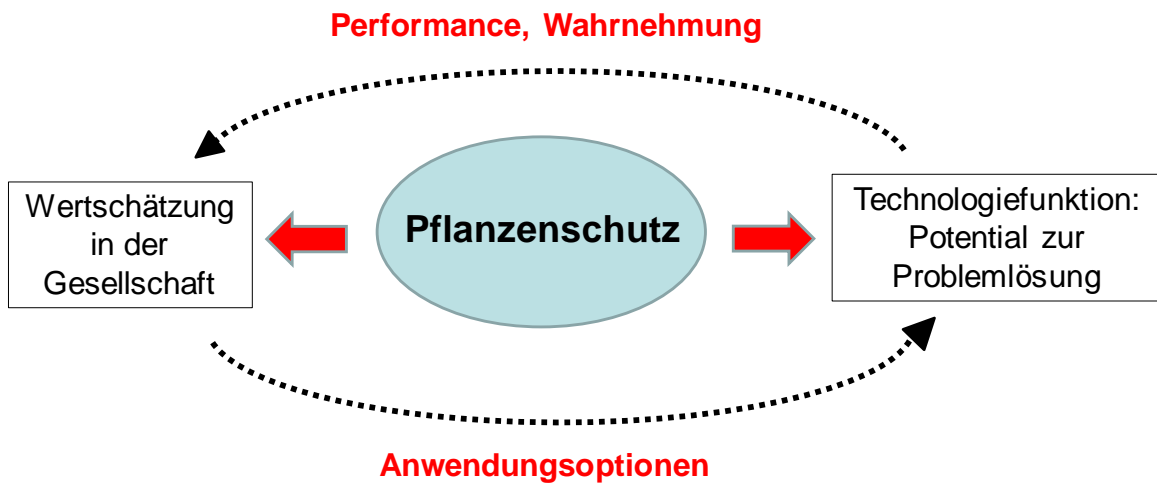 Performance, Wahrnehmung
Wertschätzung
in der
Gesellschaft
Pflanzenschutz
Technologiefunktion:
Potential zur
Problemlösung
Anwendungsoptionen